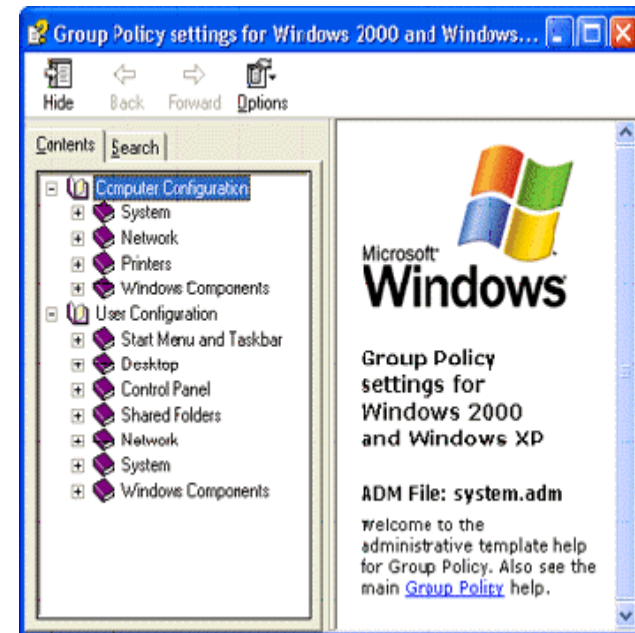 Group Policy settings for Windows 2000 and Windows...
Hide
Back
Forward
Options
Contents
Search
Computer Configuration
System
Network
Printers
Windows Components
User Configuration
Start Menu and Taskbar
Desktop
Control Panel
Shared Folders
Network
System
Windows Components
Microsoft
Windows
Group Policy
settings for
Windows 2000
and Windows XP
ADM File: system.adm
Welcome to the
administrative template help
for Group Policy. Also see the
main Group Policy help.